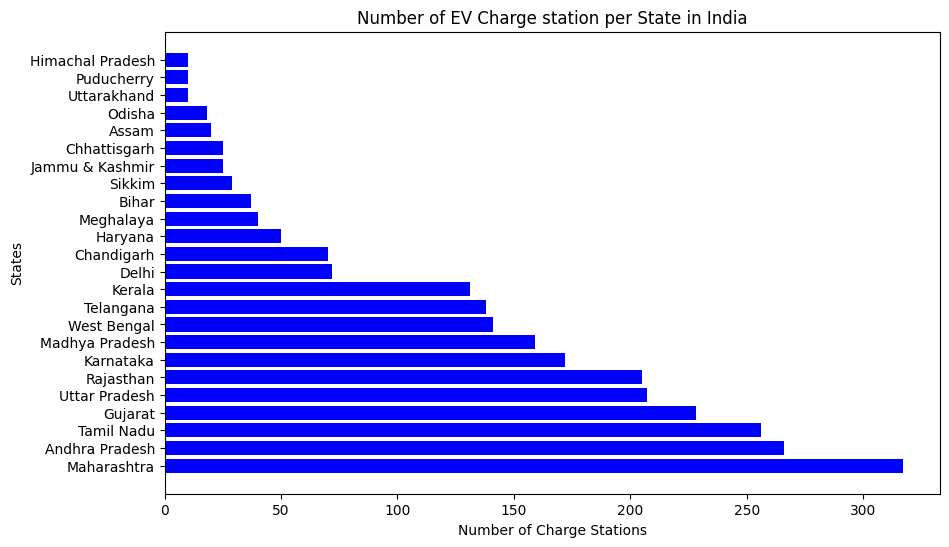 Number of EV Charge station per State in India
States
Himachal Pradesh
Puducherry
Uttarakhand
Odisha
Assam
Chhattisgarh
Jammu & Kashmir
Sikkim
Bihar
Meghalaya
Haryana
Chandigarh
Delhi
Kerala
Telangana
West Bengal
Madhya Pradesh
Karnataka
Rajasthan
Uttar Pradesh
Gujarat
Tamil Nadu
Andhra Pradesh
Maharashtra
0 50 100 150 200 250 300
Number of Charge Stations